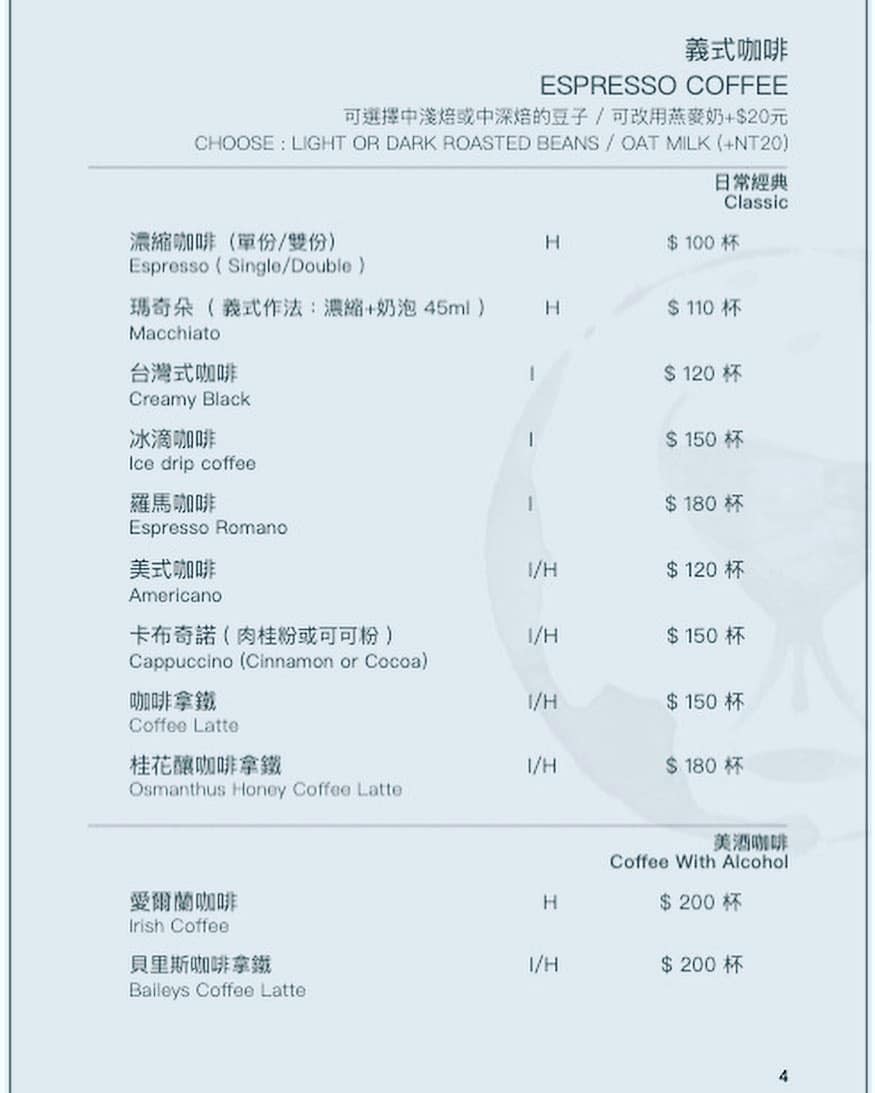 義式咖啡
ESPRESSO COFFEE
可選擇中淺焙或中深焙的豆子 / 可改用燕麥奶+$20元
CHOOSE : LIGHT OR DARK ROASTED BEANS / OAT MILK (+NT20)
日常經典
Classic
濃縮咖啡（單份/雙份） H $ 100 杯
Espresso ( Single/Double )
瑪奇朵 ( 義式作法：濃縮+奶泡 45ml ) H $ 110 杯
Macchiato
台灣式咖啡 I $ 120 杯
Creamy Black
冰滴咖啡 I $ 150 杯
Ice drip coffee
羅馬咖啡 I $ 180 杯
Espresso Romano
美式咖啡 I/H $ 120 杯
Americano
卡布奇諾 ( 肉桂粉或可可粉 ) I/H $ 150 杯
Cappuccino (Cinnamon or Cocoa)
咖啡拿鐵 I/H $ 150 杯
Coffee Latte
桂花釀咖啡拿鐵 I/H $ 180 杯
Osmanthus Honey Coffee Latte
美酒咖啡
Coffee With Alcohol
愛爾蘭咖啡 H $ 200 杯
Irish Coffee
貝里斯咖啡拿鐵 I/H $ 200 杯
Baileys Coffee Latte
4